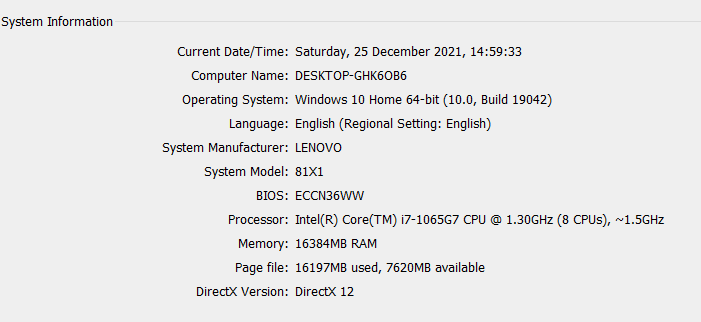 System Information
Current Date/Time: Saturday, 25 December 2021, 14:59:33
Computer Name: DESKTOP-GHK6OB6
Operating System: Windows 10 Home 64-bit (10.0, Build 19042)
Language: English (Regional Setting: English)
System Manufacturer: LENOVO
System Model: 81X1
BIOS: ECCN36WW
Processor: Intel(R) Core(TM) i7-1065G7 CPU @ 1.30GHz (8 CPUs), ~1.5GHz
Memory: 16384MB RAM
Page file: 16197MB used, 7620MB available
DirectX Version: DirectX 12